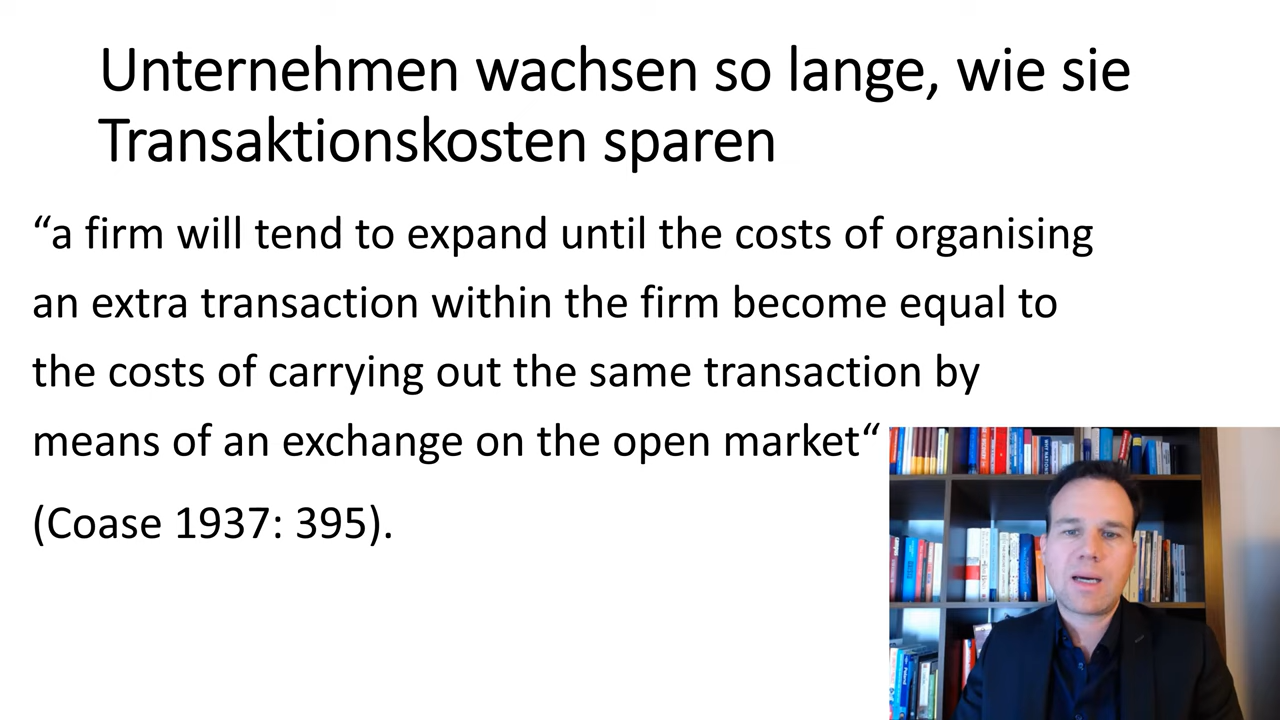 Unternehmen wachsen so lange, wie sie
Transaktionskosten sparen
“a firm will tend to expand until the costs of organising
an extra transaction within the firm become equal to
the costs of carrying out the same transaction by
means of an exchange on the open market“
(Coase 1937: 395).